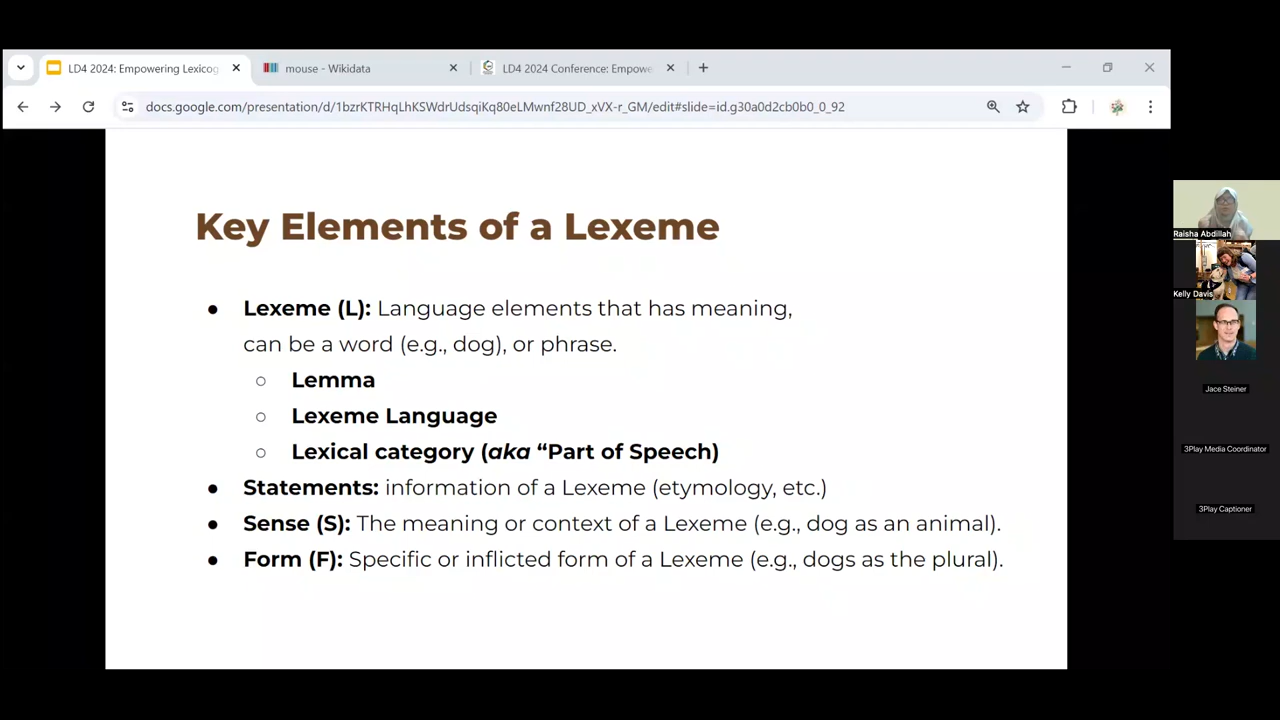 LD4 2024: Empowering Lexicog
mouse - Wikidata
LD4 2024 Conference: Empowe
docs.google.com/presentation/d/1bzrKTRHqLhKSWdrUdsqiKq80eLMwnf28UD_xVX-r_GM/edit#slide=id.g30a0d2cb0b0_0_92
Key Elements of a Lexeme
● Lexeme (L): Language elements that has meaning,
can be a word (e.g., dog), or phrase.
○ Lemma
○ Lexeme Language
○ Lexical category (aka “Part of Speech)
● Statements: information of a Lexeme (etymology, etc.)
● Sense (S): The meaning or context of a Lexeme (e.g., dog as an animal).
● Form (F): Specific or inflicted form of a Lexeme (e.g., dogs as the plural).
Raisha Abdillah
Kelly Davis
Jace Steiner
3Play Media Coordinator
3Play Captioner